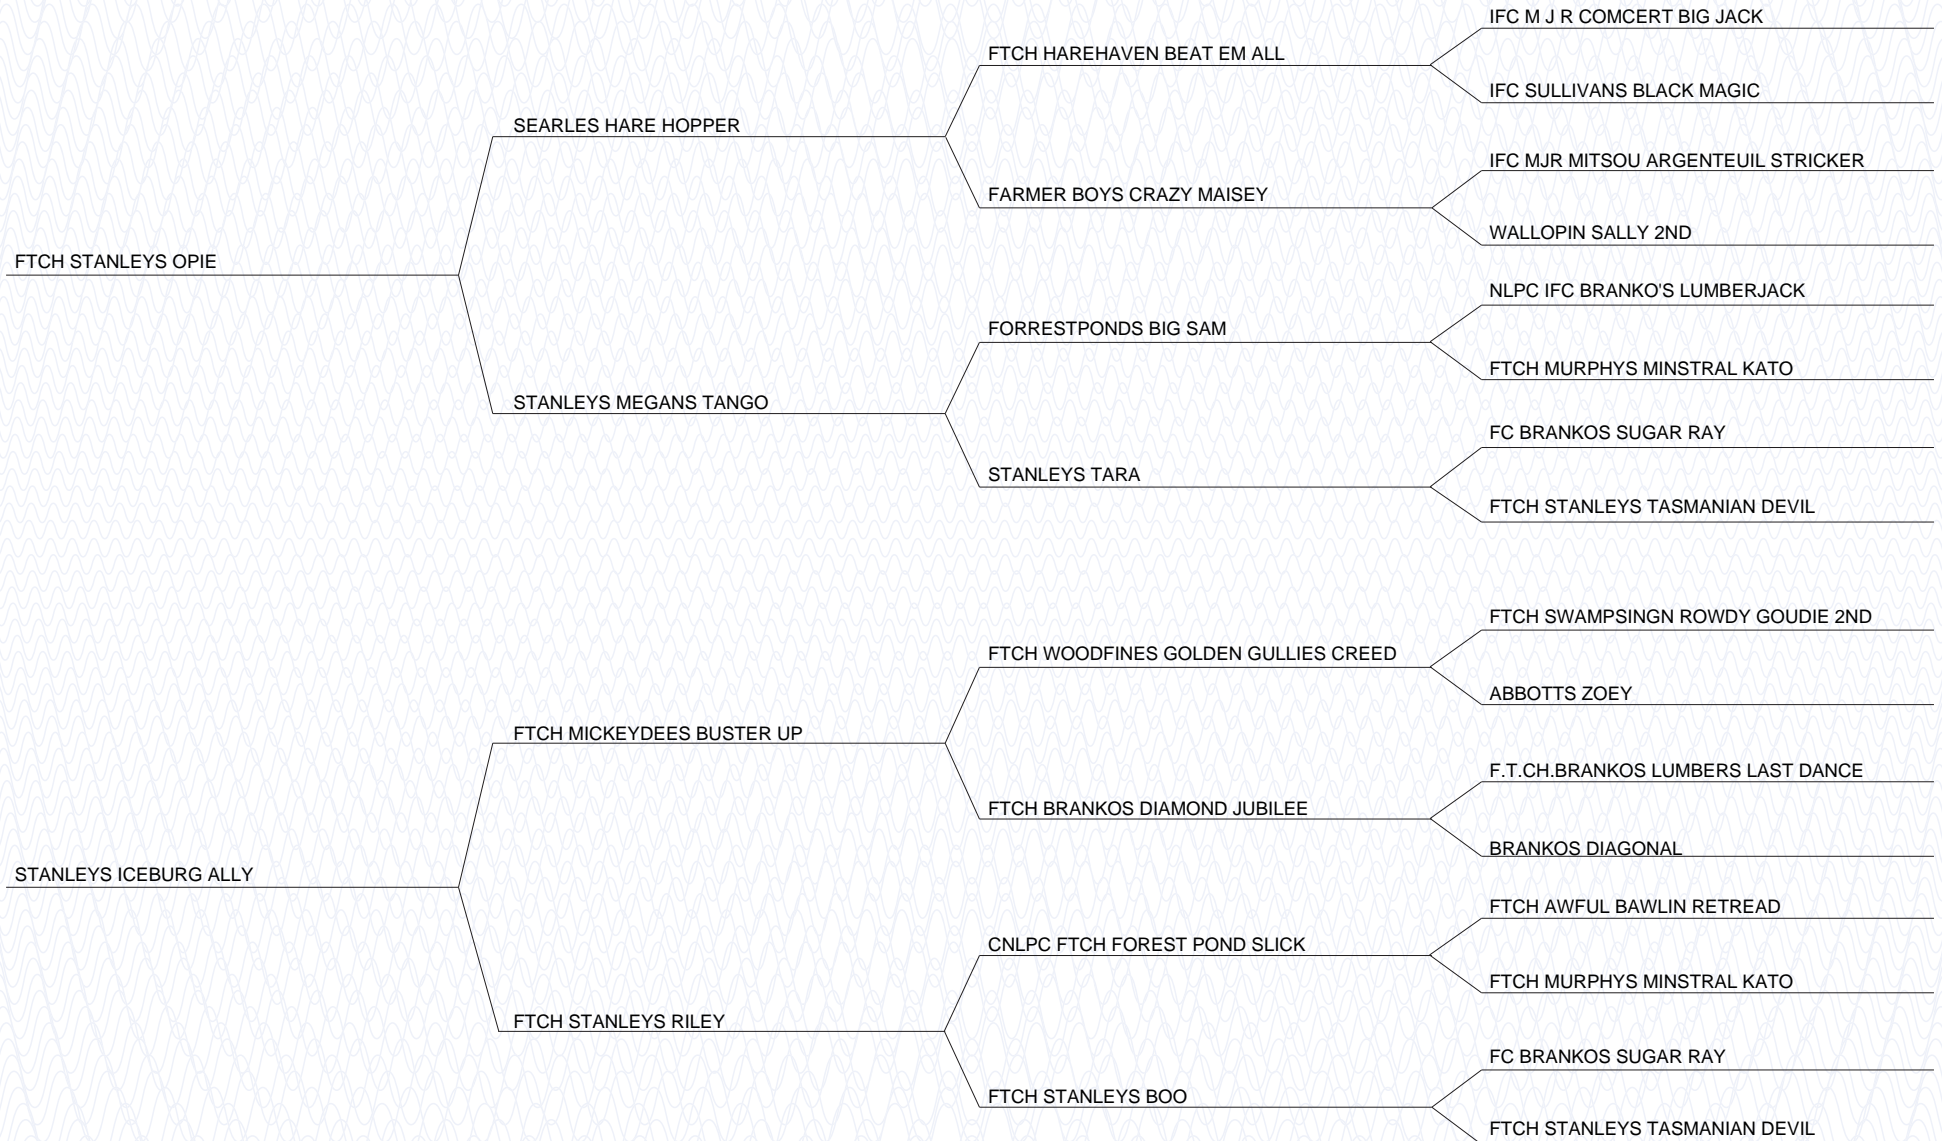 IFC M J R COMCERT BIG JACK
FTCH HAREHAVEN BEAT EM ALL
IFC SULLIVANS BLACK MAGIC
SEARLES HARE HOPPER
IFC MJR MITSOU ARGENTEUIL STRICKER
FARMER BOYS CRAZY MAISEY
WALLOPIN SALLY 2ND
FTCH STANLEYS OPIE
NLPC IFC BRANKO'S LUMBERJACK
FORRESTPONDS BIG SAM
FTCH MURPHYS MINSTRAL KATO
STANLEYS MEGANS TANGO
FC BRANKOS SUGAR RAY
STANLEYS TARA
FTCH STANLEYS TASMANIAN DEVIL
FTCH SWAMPSINGN ROWDY GOUDIE 2ND
FTCH WOODFINES GOLDEN GULLIES CREED
ABBOTTS ZOEY
FTCH MICKEYDEES BUSTER UP
F.T.CH.BRANKOS LUMBERS LAST DANCE
FTCH BRANKOS DIAMOND JUBILEE
BRANKOS DIAGONAL
STANLEYS ICEBURG ALLY
FTCH AWFUL BAWLIN RETREAD
CNLPC FTCH FOREST POND SLICK
FTCH MURPHYS MINSTRAL KATO
FTCH STANLEYS RILEY
FC BRANKOS SUGAR RAY
FTCH STANLEYS BOO
FTCH STANLEYS TASMANIAN DEVIL